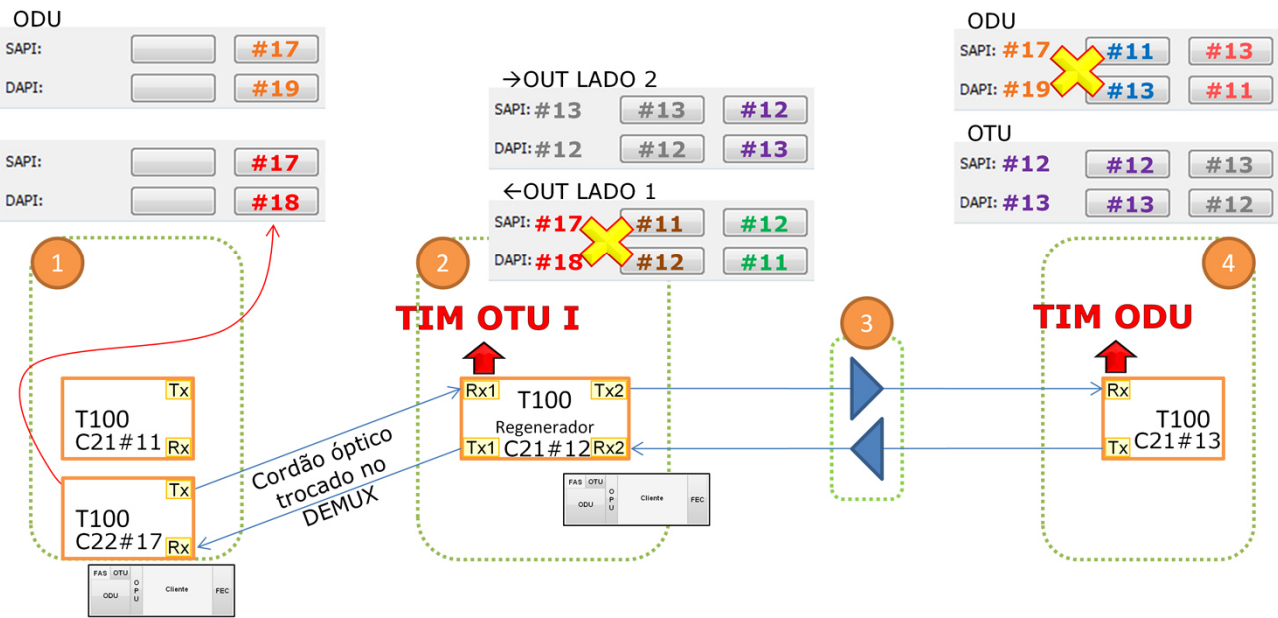 ODU
SAPI: #17
DAPI: #19
SAPI: #17
DAPI: #18
→OUT LADO 2
SAPI: #13 #13 #12
DAPI: #12 #12 #13
←OUT LADO 1
SAPI: #17 #11 #12
DAPI: #18 #12 #11
ODU
SAPI: #17 #11 #13
DAPI: #19 #13 #11
OTU
SAPI: #12 #12 #13
DAPI: #13 #13 #12
1
2
3
4
TIM OTU I
TIM ODU
Tx
T100
C21#11 Rx
Tx
T100
C22#17 Rx
FAS OTU
ODU
OPU
Cliente
FEC
Cordão óptico
trocado no
DEMUX
Rx1 Tx2
T100
Regenerador
Tx1 C21#12 Rx2
FAS OTU
ODU
OPU
Cliente
FEC
Rx
T100
Tx C21#13